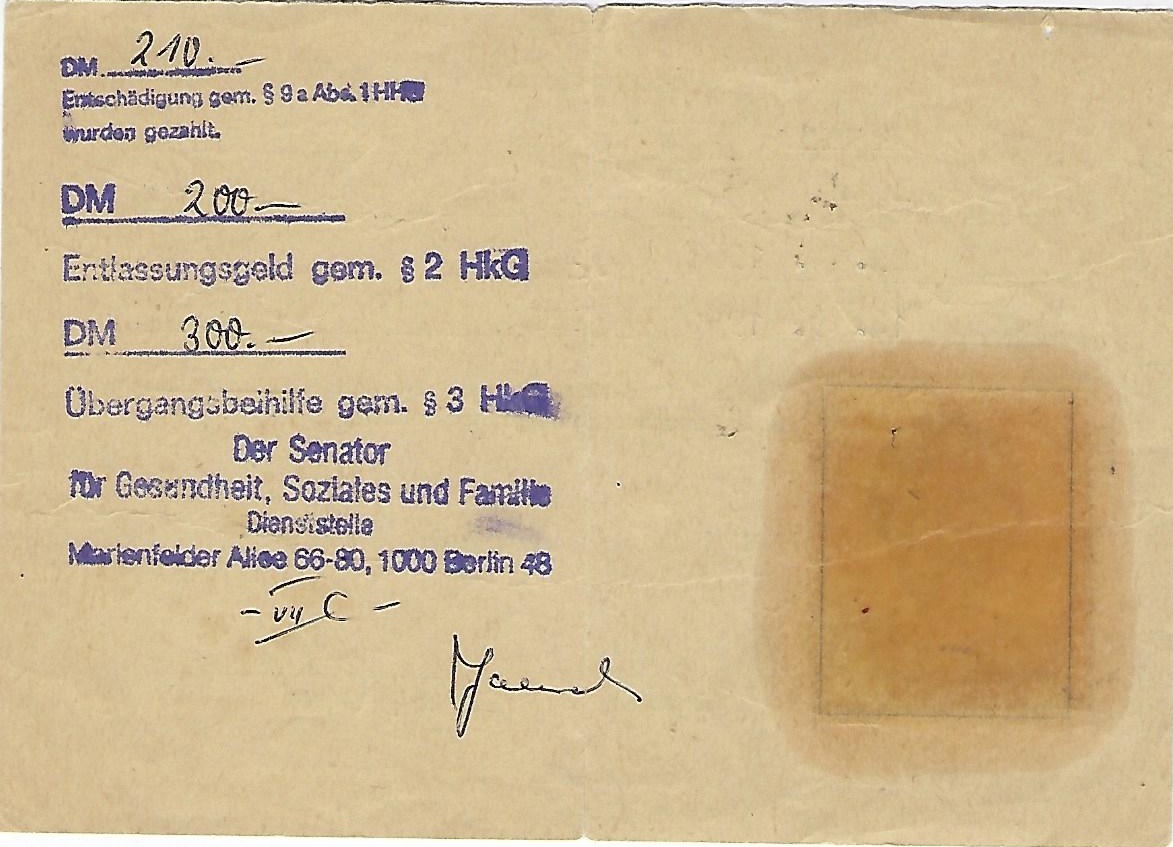 DM 210.—
Entschädigung gem. § 9a Abs. 1 HHG
wurden gezahlt.
DM 200.—
Entlassungsgeld gem. § 2 HkG
DM 300.—
Übergangsbeihilfe gem. § 3 HkG
Der Senator
für Gesundheit, Soziales und Familie
Dienststelle
Marienfelder Allee 66-80, 1000 Berlin 48